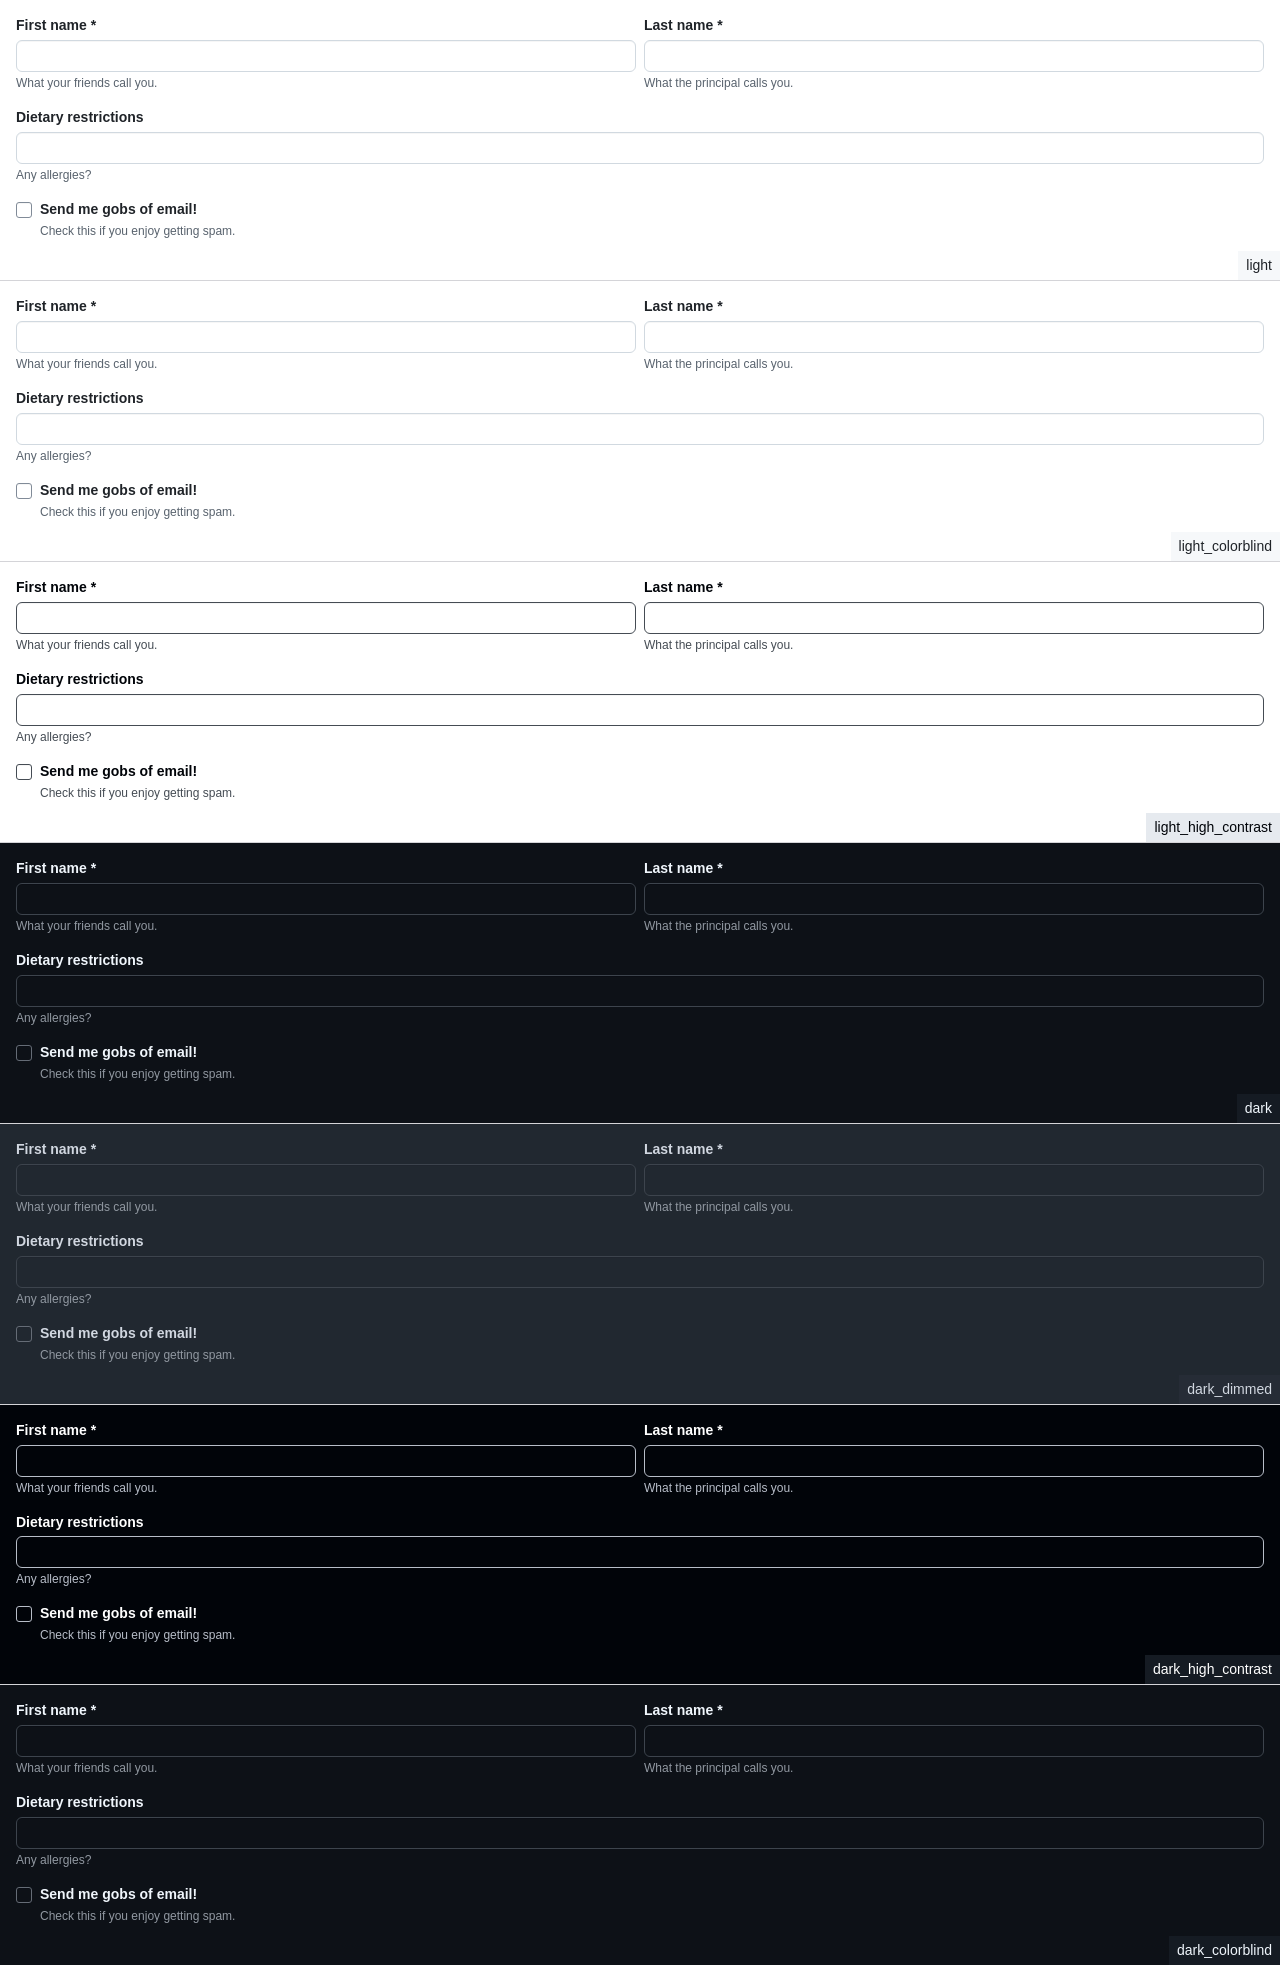 First name * Last name *
What your friends call you. What the principal calls you.
Dietary restrictions
Any allergies?
Send me gobs of email!
Check this if you enjoy getting spam.
light
First name * Last name *
What your friends call you. What the principal calls you.
Dietary restrictions
Any allergies?
Send me gobs of email!
Check this if you enjoy getting spam.
light_colorblind
First name * Last name *
What your friends call you. What the principal calls you.
Dietary restrictions
Any allergies?
Send me gobs of email!
Check this if you enjoy getting spam.
light_high_contrast
First name * Last name *
What your friends call you. What the principal calls you.
Dietary restrictions
Any allergies?
Send me gobs of email!
Check this if you enjoy getting spam.
dark
First name * Last name *
What your friends call you. What the principal calls you.
Dietary restrictions
Any allergies?
Send me gobs of email!
Check this if you enjoy getting spam.
dark_dimmed
First name * Last name *
What your friends call you. What the principal calls you.
Dietary restrictions
Any allergies?
Send me gobs of email!
Check this if you enjoy getting spam.
dark_high_contrast
First name * Last name *
What your friends call you. What the principal calls you.
Dietary restrictions
Any allergies?
Send me gobs of email!
Check this if you enjoy getting spam.
dark_colorblind